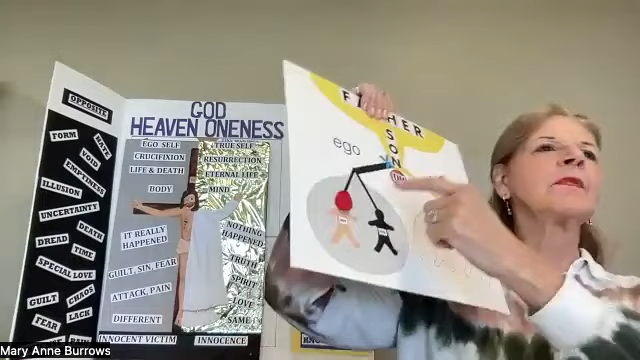 OPPOSITE
FORM
HATE
VOID
EMPTINESS
ILLUSION
UNCERTAINTY
DEATH
DREAD
TIME
SPECIAL LOVE
CHAOS
GUILT
LACK
FEAR
GOD
HEAVEN ONENESS
EGO SELF
CRUCIFIXION
LIFE & DEATH
BODY
IT REALLY
HAPPENED
GUILT, SIN, FEAR
ATTACK, PAIN
DIFFERENT
INNOCENT VICTIM
TRUE SELF
RESURRECTION
ETERNAL LIFE
MIND
NOTHING
HAPPENED
TRUTH
SPIRIT
LOVE
SAME
INNOCENCE
SON
ego
Mary Anne Burrows